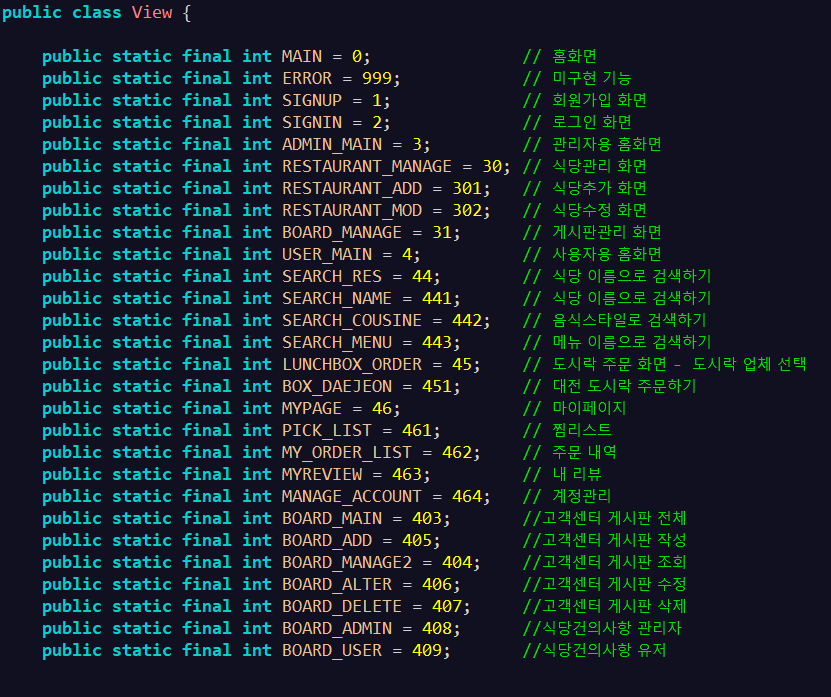 public class View {
public static final int MAIN = 0; // 홈화면
public static final int ERROR = 999; // 미구현 기능
public static final int SIGNUP = 1; // 회원가입 화면
public static final int SIGNIN = 2; // 로그인 화면
public static final int ADMIN_MAIN = 3; // 관리자용 홈화면
public static final int RESTAURANT_MANAGE = 30; // 식당관리 화면
public static final int RESTAURANT_ADD = 301; // 식당추가 화면
public static final int RESTAURANT_MOD = 302; // 식당수정 화면
public static final int BOARD_MANAGE = 31; // 게시판관리 화면
public static final int USER_MAIN = 4; // 사용자용 홈화면
public static final int SEARCH_RES = 44; // 식당 이름으로 검색하기
public static final int SEARCH_NAME = 441; // 식당 이름으로 검색하기
public static final int SEARCH_COUSINE = 442; // 음식스타일로 검색하기
public static final int SEARCH_MENU = 443; // 메뉴 이름으로 검색하기
public static final int LUNCHBOX_ORDER = 45; // 도시락 주문 화면 - 도시락 업체 선택
public static final int BOX_DAEJEON = 451; // 대전 도시락 주문하기
public static final int MYPAGE = 46; // 마이페이지
public static final int PICK_LIST = 461; // 찜리스트
public static final int MY_ORDER_LIST = 462; // 주문 내역
public static final int MYREVIEW = 463; // 내 리뷰
public static final int MANAGE_ACCOUNT = 464; // 계정관리
public static final int BOARD_MAIN = 403; //고객센터 게시판 전체
public static final int BOARD_ADD = 405; //고객센터 게시판 작성
public static final int BOARD_MANAGE2 = 404; //고객센터 게시판 조회
public static final int BOARD_ALTER = 406; //고객센터 게시판 수정
public static final int BOARD_DELETE = 407; //고객센터 게시판 삭제
public static final int BOARD_ADMIN = 408; //식당건의사항 관리자
public static final int BOARD_USER = 409; //식당건의사항 유저